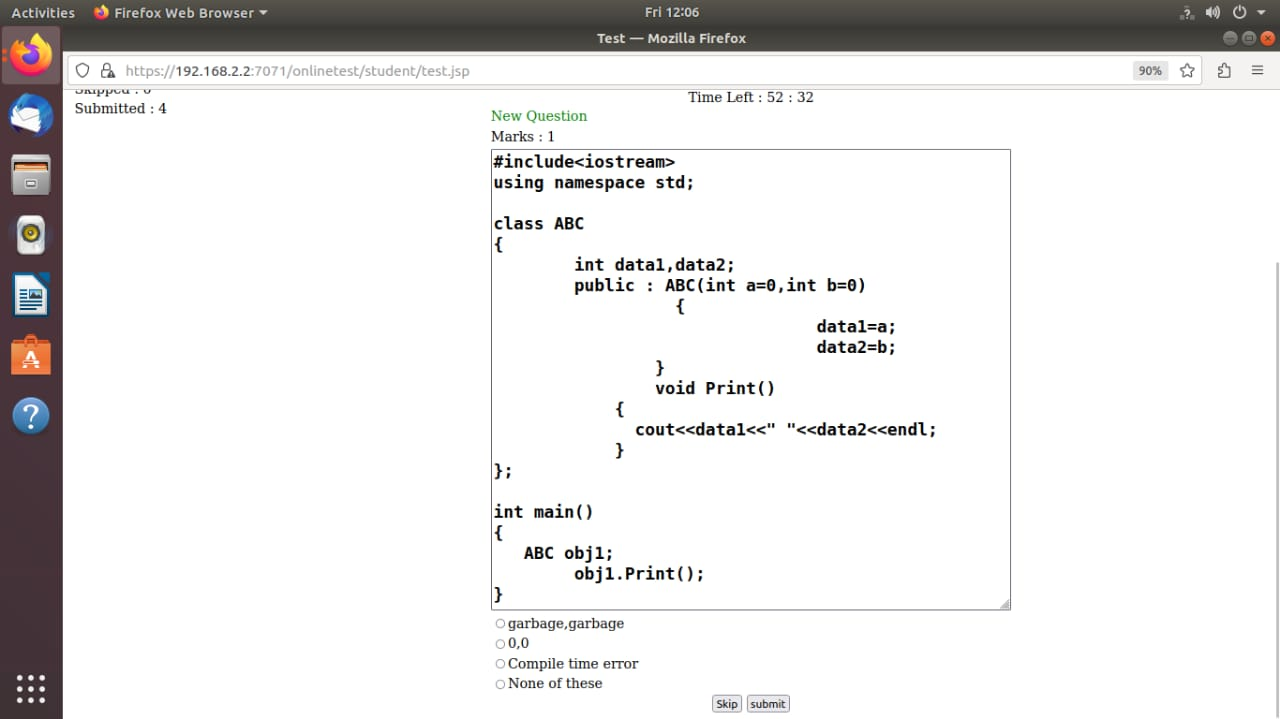 Activities
Firefox Web Browser
Fri 12:06
Test — Mozilla Firefox
https://192.168.2.2:7071/onlinetest/student/test.jsp
90%
Skipped : 0
Submitted : 4
Time Left : 52 : 32
New Question
Marks : 1
#include<iostream>
using namespace std;
class ABC
{
int data1,data2;
public : ABC(int a=0,int b=0)
{
data1=a;
data2=b;
}
void Print()
{
cout<<data1<<" "<<data2<<endl;
}
};
int main()
{
ABC obj1;
obj1.Print();
}
garbage,garbage
0,0
Compile time error
None of these
Skip
submit